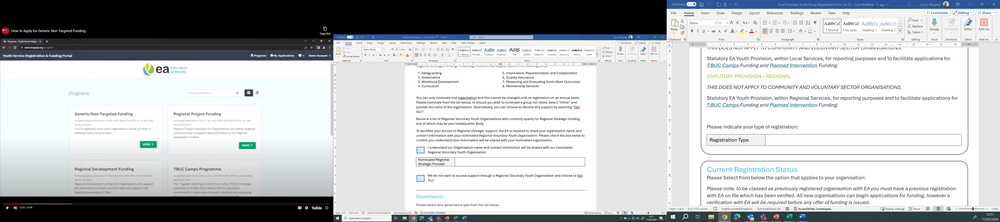 How to Apply for Generic Non Targeted Funding
Copy link
Programs - Youth Service Regist
eani.smapply.org/prog/lst/
Youth Service Registration & Funding Portal
Programs
My Applications
Demo Account
ea Education
Authority
Programs
Search programs...
Generic/Non-Targeted Funding
Accepting applications from 30 Mar 2022 04:00 PM (BST) to 20 Apr 2022
04:00 PM (BST)
For EA registered local youth organisations whose provision is
delivered solely by volunteers
MORE
Regional Project Funding
Accepting applications from 11 Jan 2021 04:00 PM (GMT) to 22 Jan 2021
04:00 PM (GMT)
Regional Project Funding is for Organisations who deliver targeted
youth provision or support regionally based on the Regional
Assessment of Need
MORE
Regional Development Funding
Accepting applications from 4 Feb 2022 04:00 PM (GMT) to 18 Feb 2022
04:00 PM (GMT)
Regional development funding is for Organisations who support
the development of youth provision regionally based on the
Regional Assessment of Need
TBUC Camps Programme
Accepting applications from 22 Nov 2021 04:00 PM (GMT) to 31 Jan 2022
04:00 PM (GMT)
The 'Together: Building a United Community' (T:BUC) Strategy,
published on 23 May 2013, reflects the NI Executive's
commitment to improving community relations and continuing
0:29 / 8:49
YouTube
AutoSave On
Revised Registration - All Sections • Saved
Search
Conor Murphy
File Home Insert Draw Design Layout References Mailings Review View Help Table Design Layout
Comments Editing Share
Paste Cut
Copy
Format Painter
Aptos (Body) 11
Normal No Spac... Heading 1 Heading 2 Title Subtitle Subtle Em... Emphasis Intense E... Strong Quote
Find
Replace
Select
Dictate Sensitivity Editor Add-ins
Clipboard Font Paragraph Styles Editing Voice Sensitivity Editor Add-ins
Regional Strategic Funding. These organisations can support you in the following areas:
1. Safeguarding
2. Governance
3. Workforce Development
4. Curriculum
5. Information, Representation and Collaboration
6. Quality Assurance
7. Measuring and Evaluating Youth Work Outcomes
8. Membership Services
You can only nominate one organisation and this cannot be changed until re-registration on an annual basis.
Please nominate from the list below, or should you wish to nominate a group not listed, select "Other" and
provide the name of the organisation. Alternatively, you can choose to decline this support by selecting "Opt
Out".
Below is a list of Regional Voluntary Youth Organisations who currently qualify for Regional Strategic funding,
one of which may be your Headquarter Body.
To facilitate your access to Regional Strategic support, the EA is required to share your organisation name and
contact information with your nominated Regional Voluntary Youth Organisation. Please check the box below to
confirm you understand your information will be shared with your nominated organisation.
I understand our Organisation name and contact information will be shared with our nominated
Regional Voluntary Youth Organisation.
Nominated Regional
Strategic Provider
We do not want to access support through a Regional Voluntary Youth Organisation and choose to Opt
Out.
Governance
Please select your governance type from the list below.
Page 3 of 8 2194 words English (United Kingdom) Text Predictions: On Accessibility: Investigate
Display Settings Focus 140%
Type here to search
12:57
11/03/2024
AutoSave On
Local Voluntary Youth Group Registration Form 24-25 • Last Modified: 1h ago
Conor Murphy
File Home Insert Draw Design Layout References Mailings Review View Help
Comments Editing Share
Paste
Aptos 11
AaBbCcI AaBbCcI AaBbCc AaBbCcI
Normal No Spac... Heading 1 Heading 2
Find
Replace
Select
Dictate Sensitivity Editor Add-ins
Clipboard Font Paragraph Styles Editing Voice Sensitivity Editor Add-ins
THIS DOES NOT APPLY TO COMMUNITY AND VOLUNTARY SECTOR ORGANISATIONS.
Statutory EA Youth Provision, within Local Services, for reporting purposes and to facilitate applications for
T:BUC Camps Funding and Planned Intervention Funding.
STATUTORY PROVISION – REGIONAL
THIS DOES NOT APPLY TO COMMUNITY AND VOLUNTARY SECTOR ORGANISATIONS.
Statutory EA Youth Provision, within Regional Services, for reporting purposes and to facilitate applications for
T:BUC Camps Funding and Planned Intervention Funding.
Please indicate your type of registration:
Registration Type
Current Registration Status
Please Select from below the option that applies to your organisation:
Please note: to be classed as previously registered organisation with EA you must have a previous registration
with EA on file which has been verified. All new organisations can begin applications for funding, however a
verification with EA will be required before any offer of funding is issued.
Page 1 of 6 8 of 1755 words English (United Kingdom) Text Predictions: On Accessibility: Investigate
Display Settings Focus 140%
12:57
11/03/2024